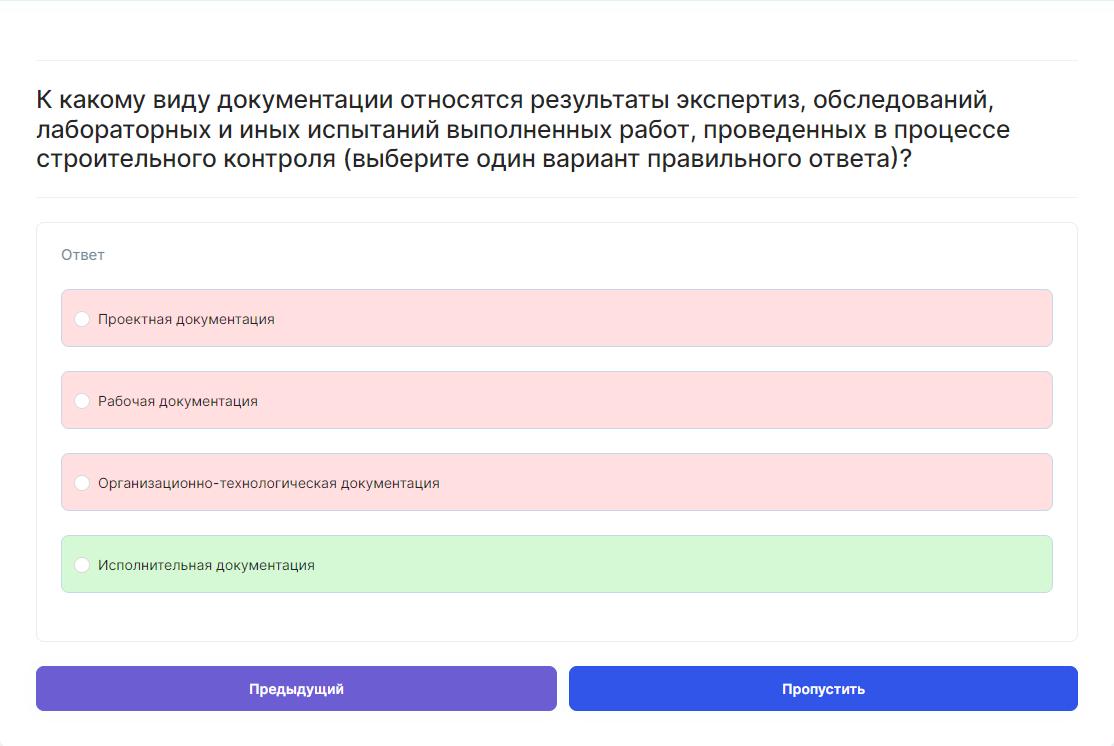 К какому виду документации относятся результаты экспертиз, обследований,
лабораторных и иных испытаний выполненных работ, проведенных в процессе
строительного контроля (выберите один вариант правильного ответа)?
Ответ
Проектная документация
Рабочая документация
Организационно-технологическая документация
Исполнительная документация
Предыдущий
Пропустить